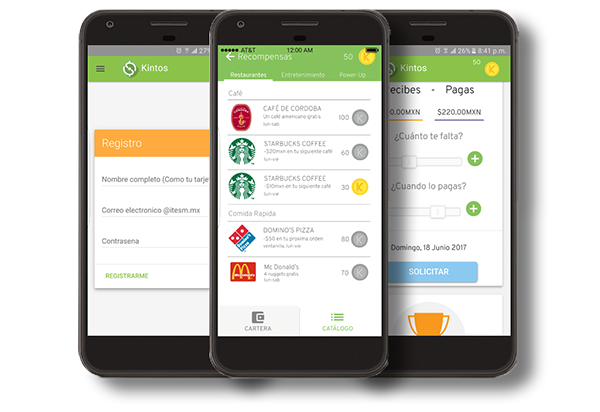 27%
Kintos
Registro
Nombre completo (Como tu tarje
Correo electronico @itesm.mx
Contrasena
REGISTRARME
AT&T 12:00 AM
Recompensas 50 K
Restaurantes Entretenimiento Power-Up
Café
CAFÉ DE CORDOBA
Un café americano gratis
lun-sab
100 K
STARBUCKS COFFEE
-$20mxn en tu siguiente café
lun-vie
60 K
STARBUCKS COFFEE
-$10mxn en tu siguiente café
lun-vie
30 K
Comida Rapida
Domino's Pizza
DOMINO'S PIZZA
-$50 en tu proxima orden
ventanilla, lun-vie
80 K
McDonald's
Mc Donald's
4 nuggets gratis
lun-sab
70 K
CARTERA CATÁLOGO
26% 8:41 p.m.
Kintos 50 K
ecibes - Pagas
0.00MXN $220.00MXN
¿Cuánto te falta?
¿Cuando lo pagas?
Domingo, 18 Junio 2017
SOLICITAR